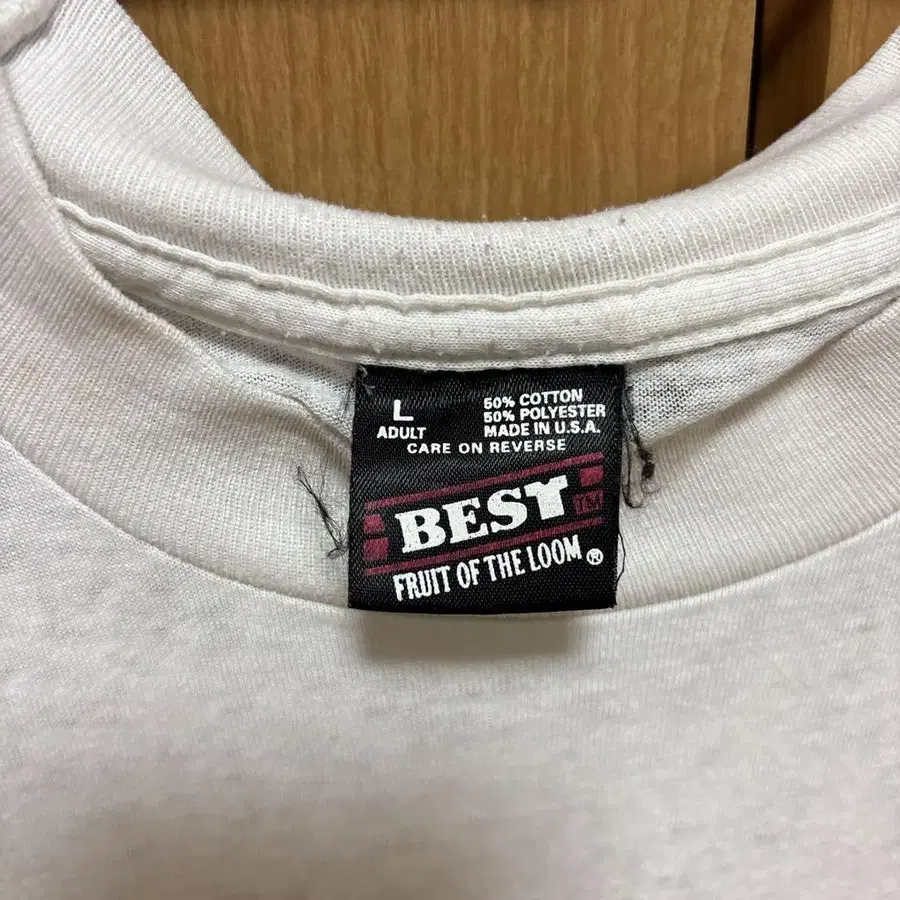 L
ADULT
50% COTTON
50% POLYESTER
MADE IN U.S.A.
CARE ON REVERSE
BEST TM
FRUIT OF THE LOOM®